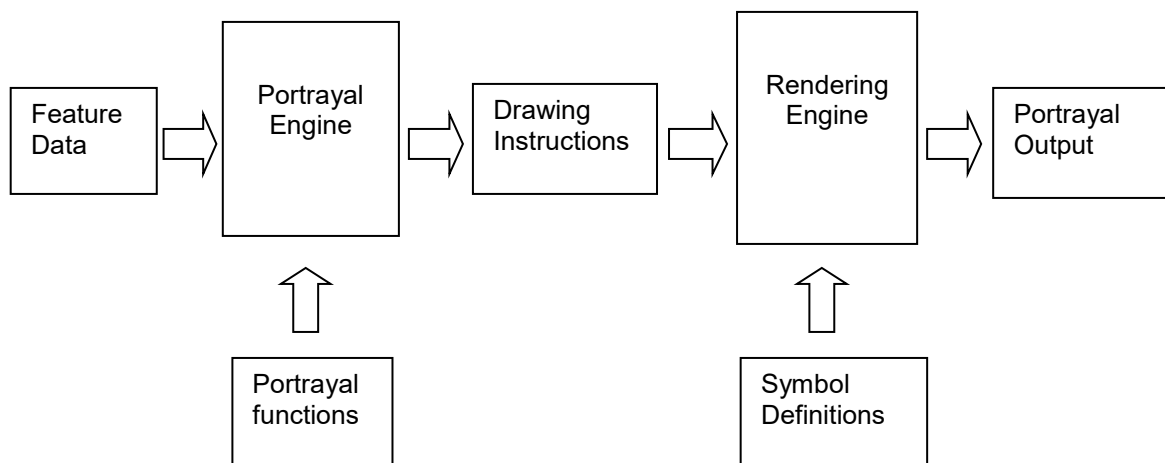 Feature
Data
Portrayal
Engine
Drawing
Instructions
Rendering
Engine
Portrayal
Output
Portrayal
functions
Symbol
Definitions